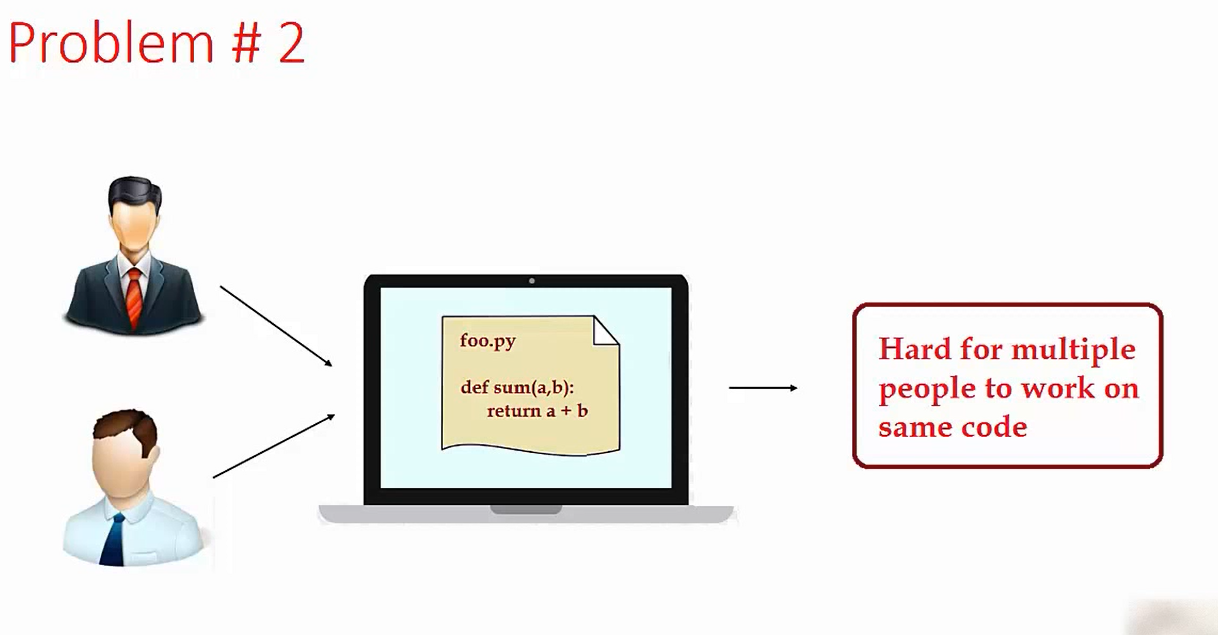 Problem # 2
foo.py
def sum(a,b):
return a + b
Hard for multiple
people to work on
same code